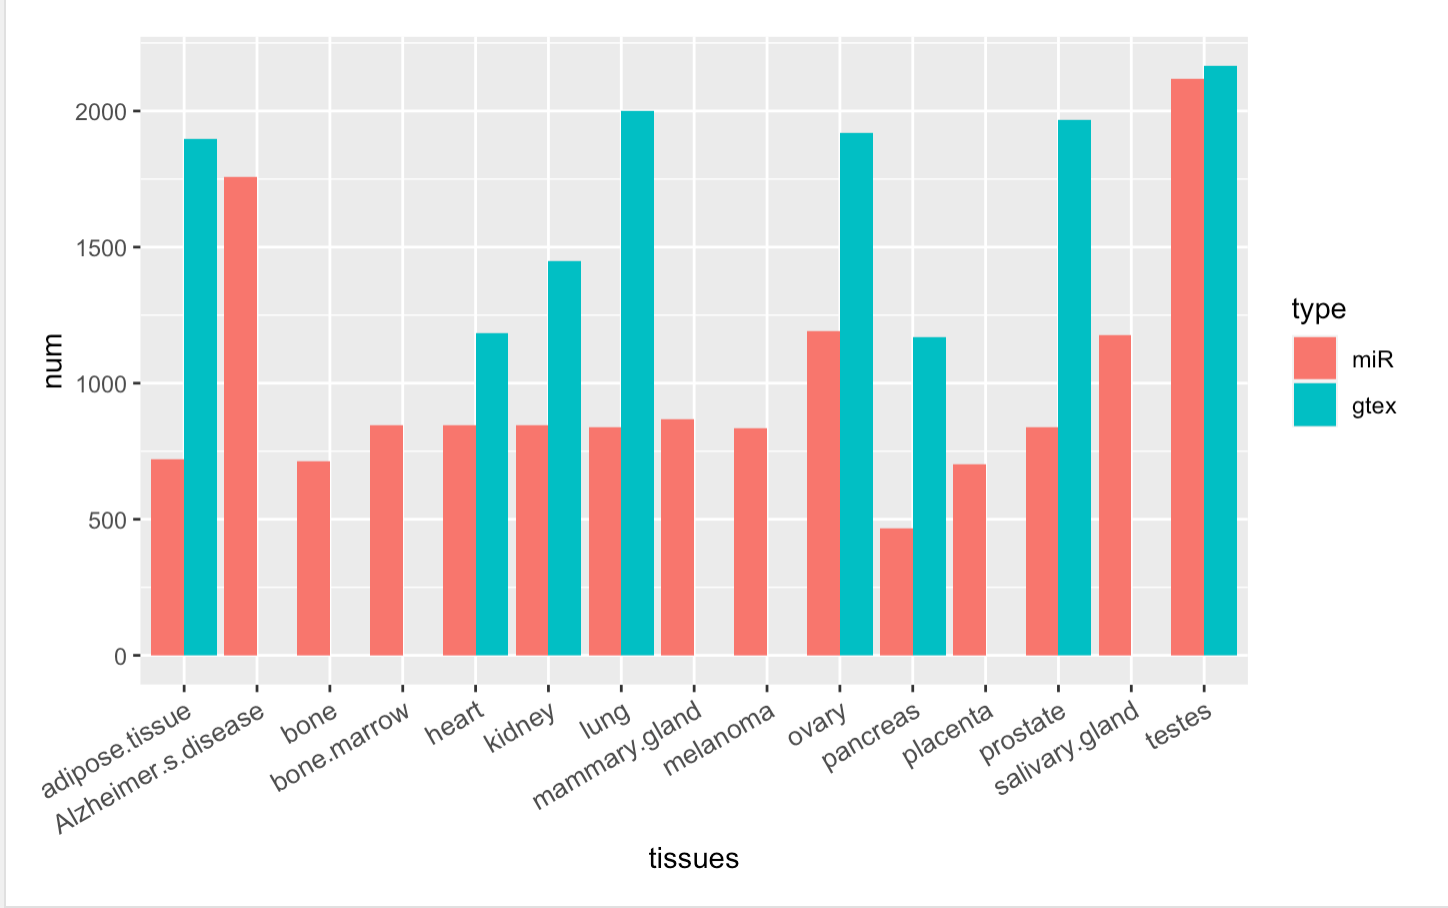 2000
1500
1000
500
0
num
adipose.tissue
Alzheimer.s.disease
bone
bone.marrow
heart
kidney
lung
mammary.gland
melanoma
ovary
pancreas
placenta
prostate
salivary.gland
testes
tissues
type
miR
gtex